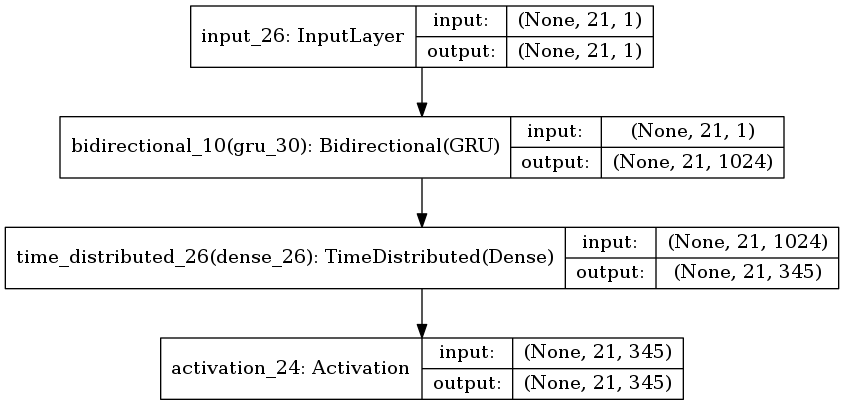 input_26: InputLayer
input: (None, 21, 1)
output: (None, 21, 1)
bidirectional_10(gru_30): Bidirectional(GRU)
input: (None, 21, 1)
output: (None, 21, 1024)
time_distributed_26(dense_26): TimeDistributed(Dense)
input: (None, 21, 1024)
output: (None, 21, 345)
activation_24: Activation
input: (None, 21, 345)
output: (None, 21, 345)